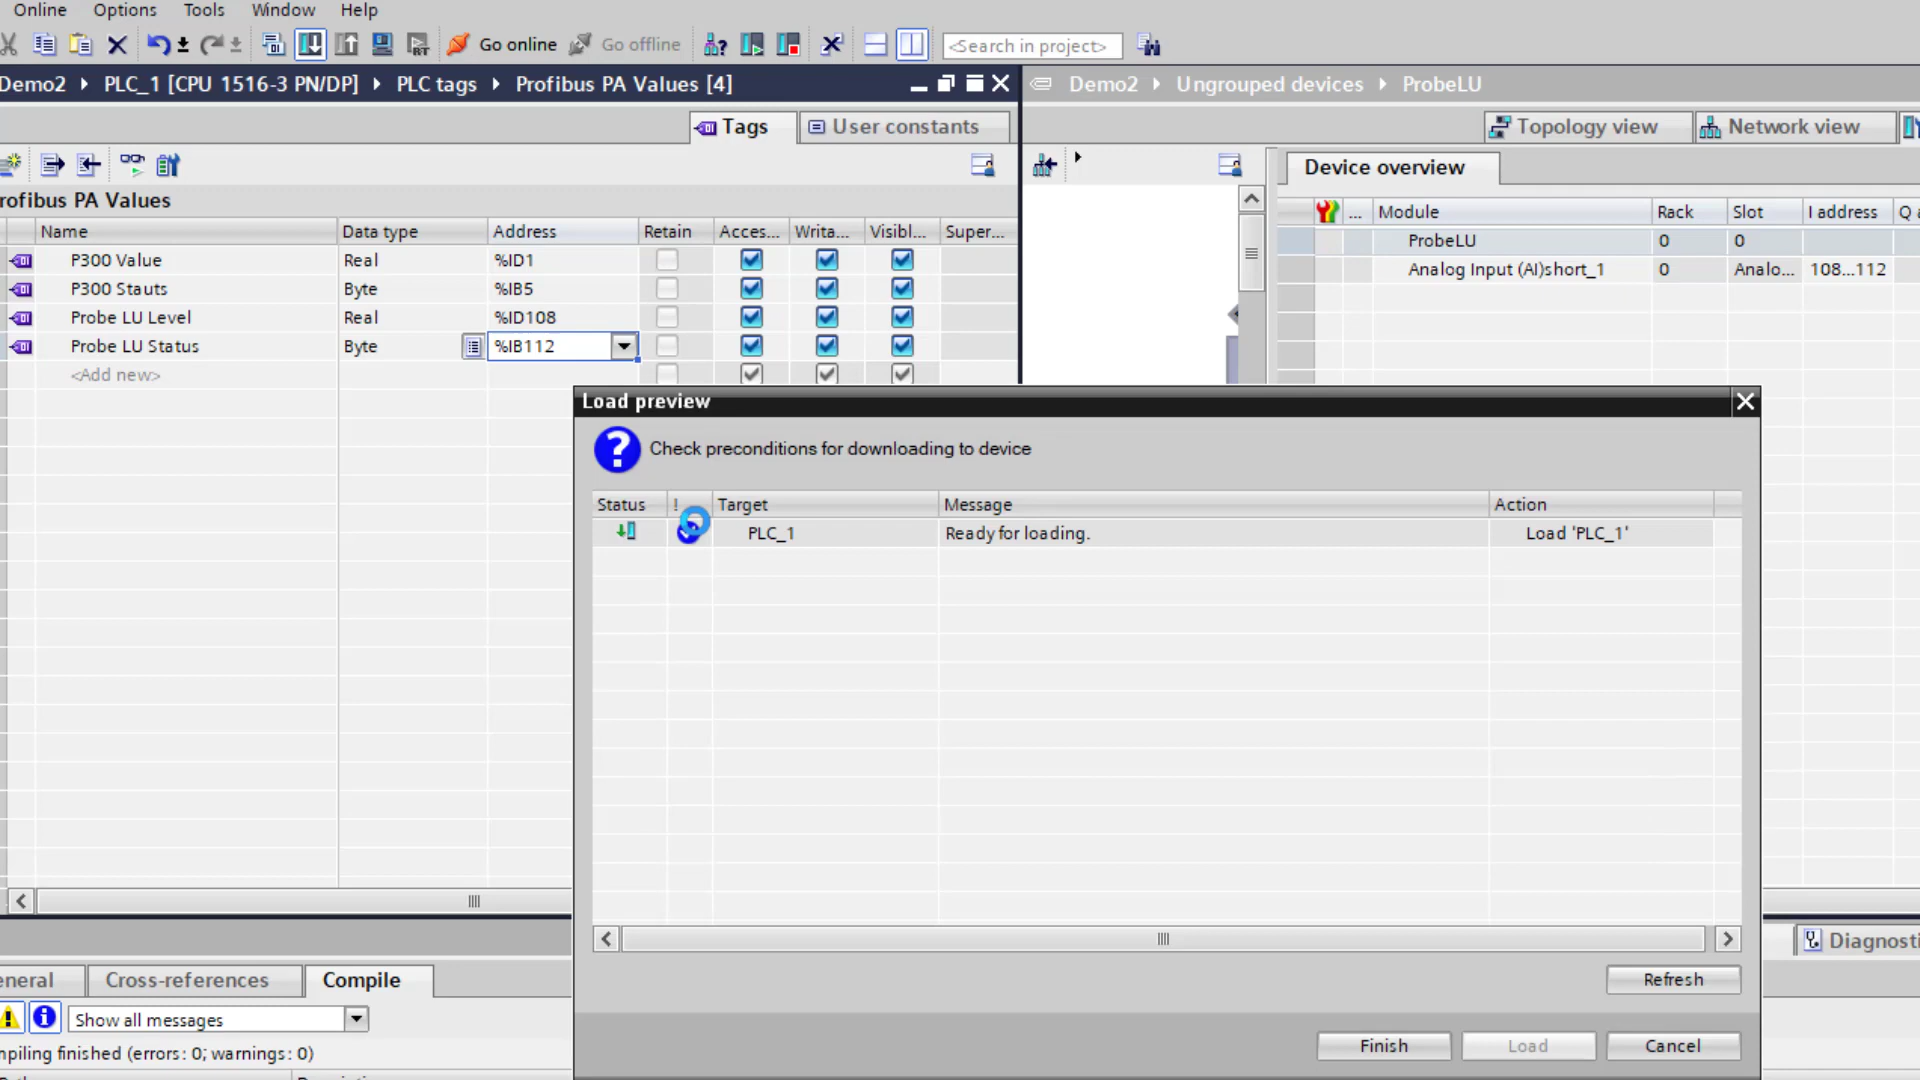 Online Options Tools Window Help
Go online Go offline <Search in project>
Demo2 PLC_1 [CPU 1516-3 PN/DP] PLC tags Profibus PA Values [4]
Demo2 Ungrouped devices ProbeLU
Tags User constants
Topology view Network view
Device overview
rofibus PA Values
Name Data type Address Retain Acces... Writa... Visibl... Super...
P300 Value Real %ID1
P300 Stauts Byte %IB5
Probe LU Level Real %ID108
Probe LU Status Byte %IB112
<Add new>
... Module Rack Slot I address Q a
ProbeLU 0 0
Analog Input (AI)short_1 0 Analo... 108...112
Load preview
Check preconditions for downloading to device
Status ! Target Message Action
PLC_1 Ready for loading. Load 'PLC_1'
Refresh
Finish Load Cancel
Diagnosti
eneral Cross-references Compile
Show all messages
mpiling finished (errors: 0; warnings: 0)